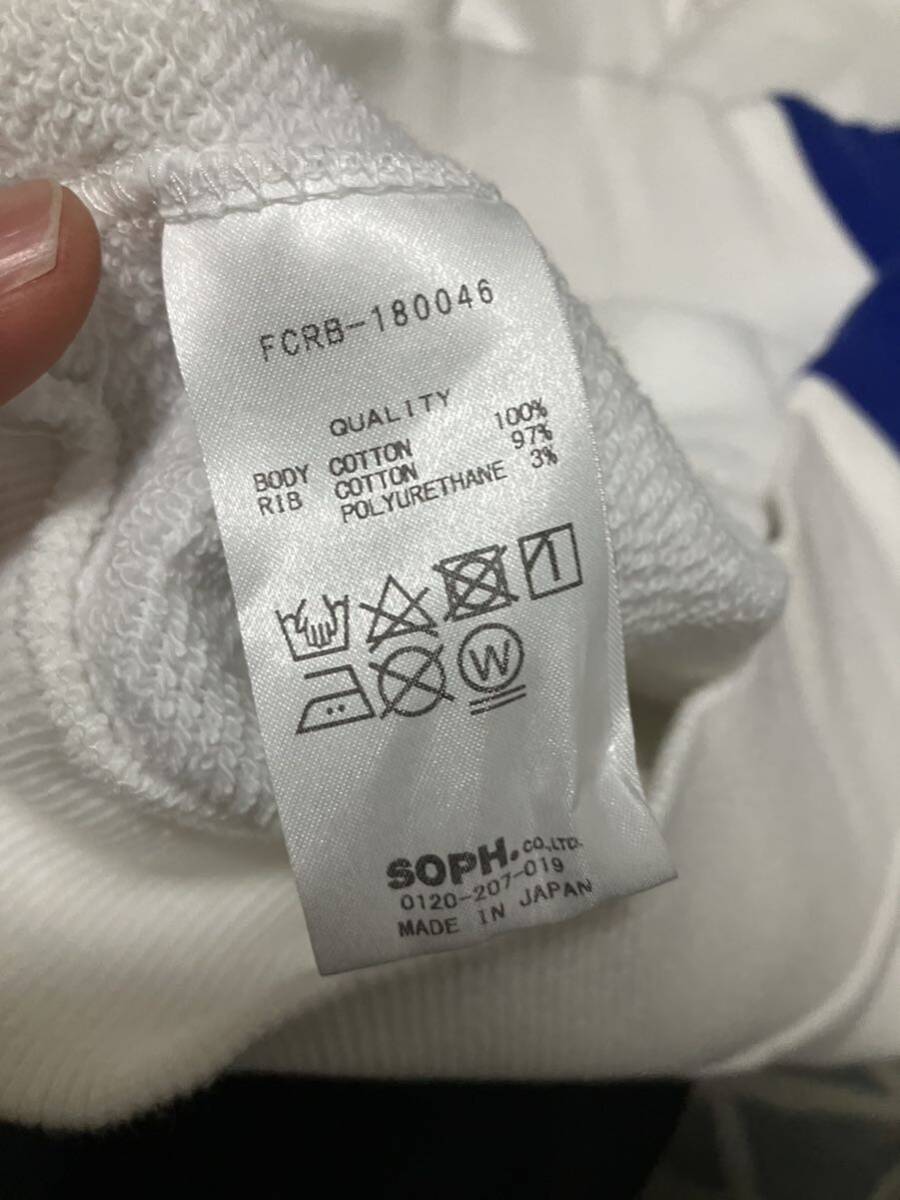 FCRB-180046
QUALITY
BODY COTTON 100%
RIB COTTON 97%
POLYURETHANE 3%
W
SOPH. CO.,LTD.
0120-207-019
MADE IN JAPAN